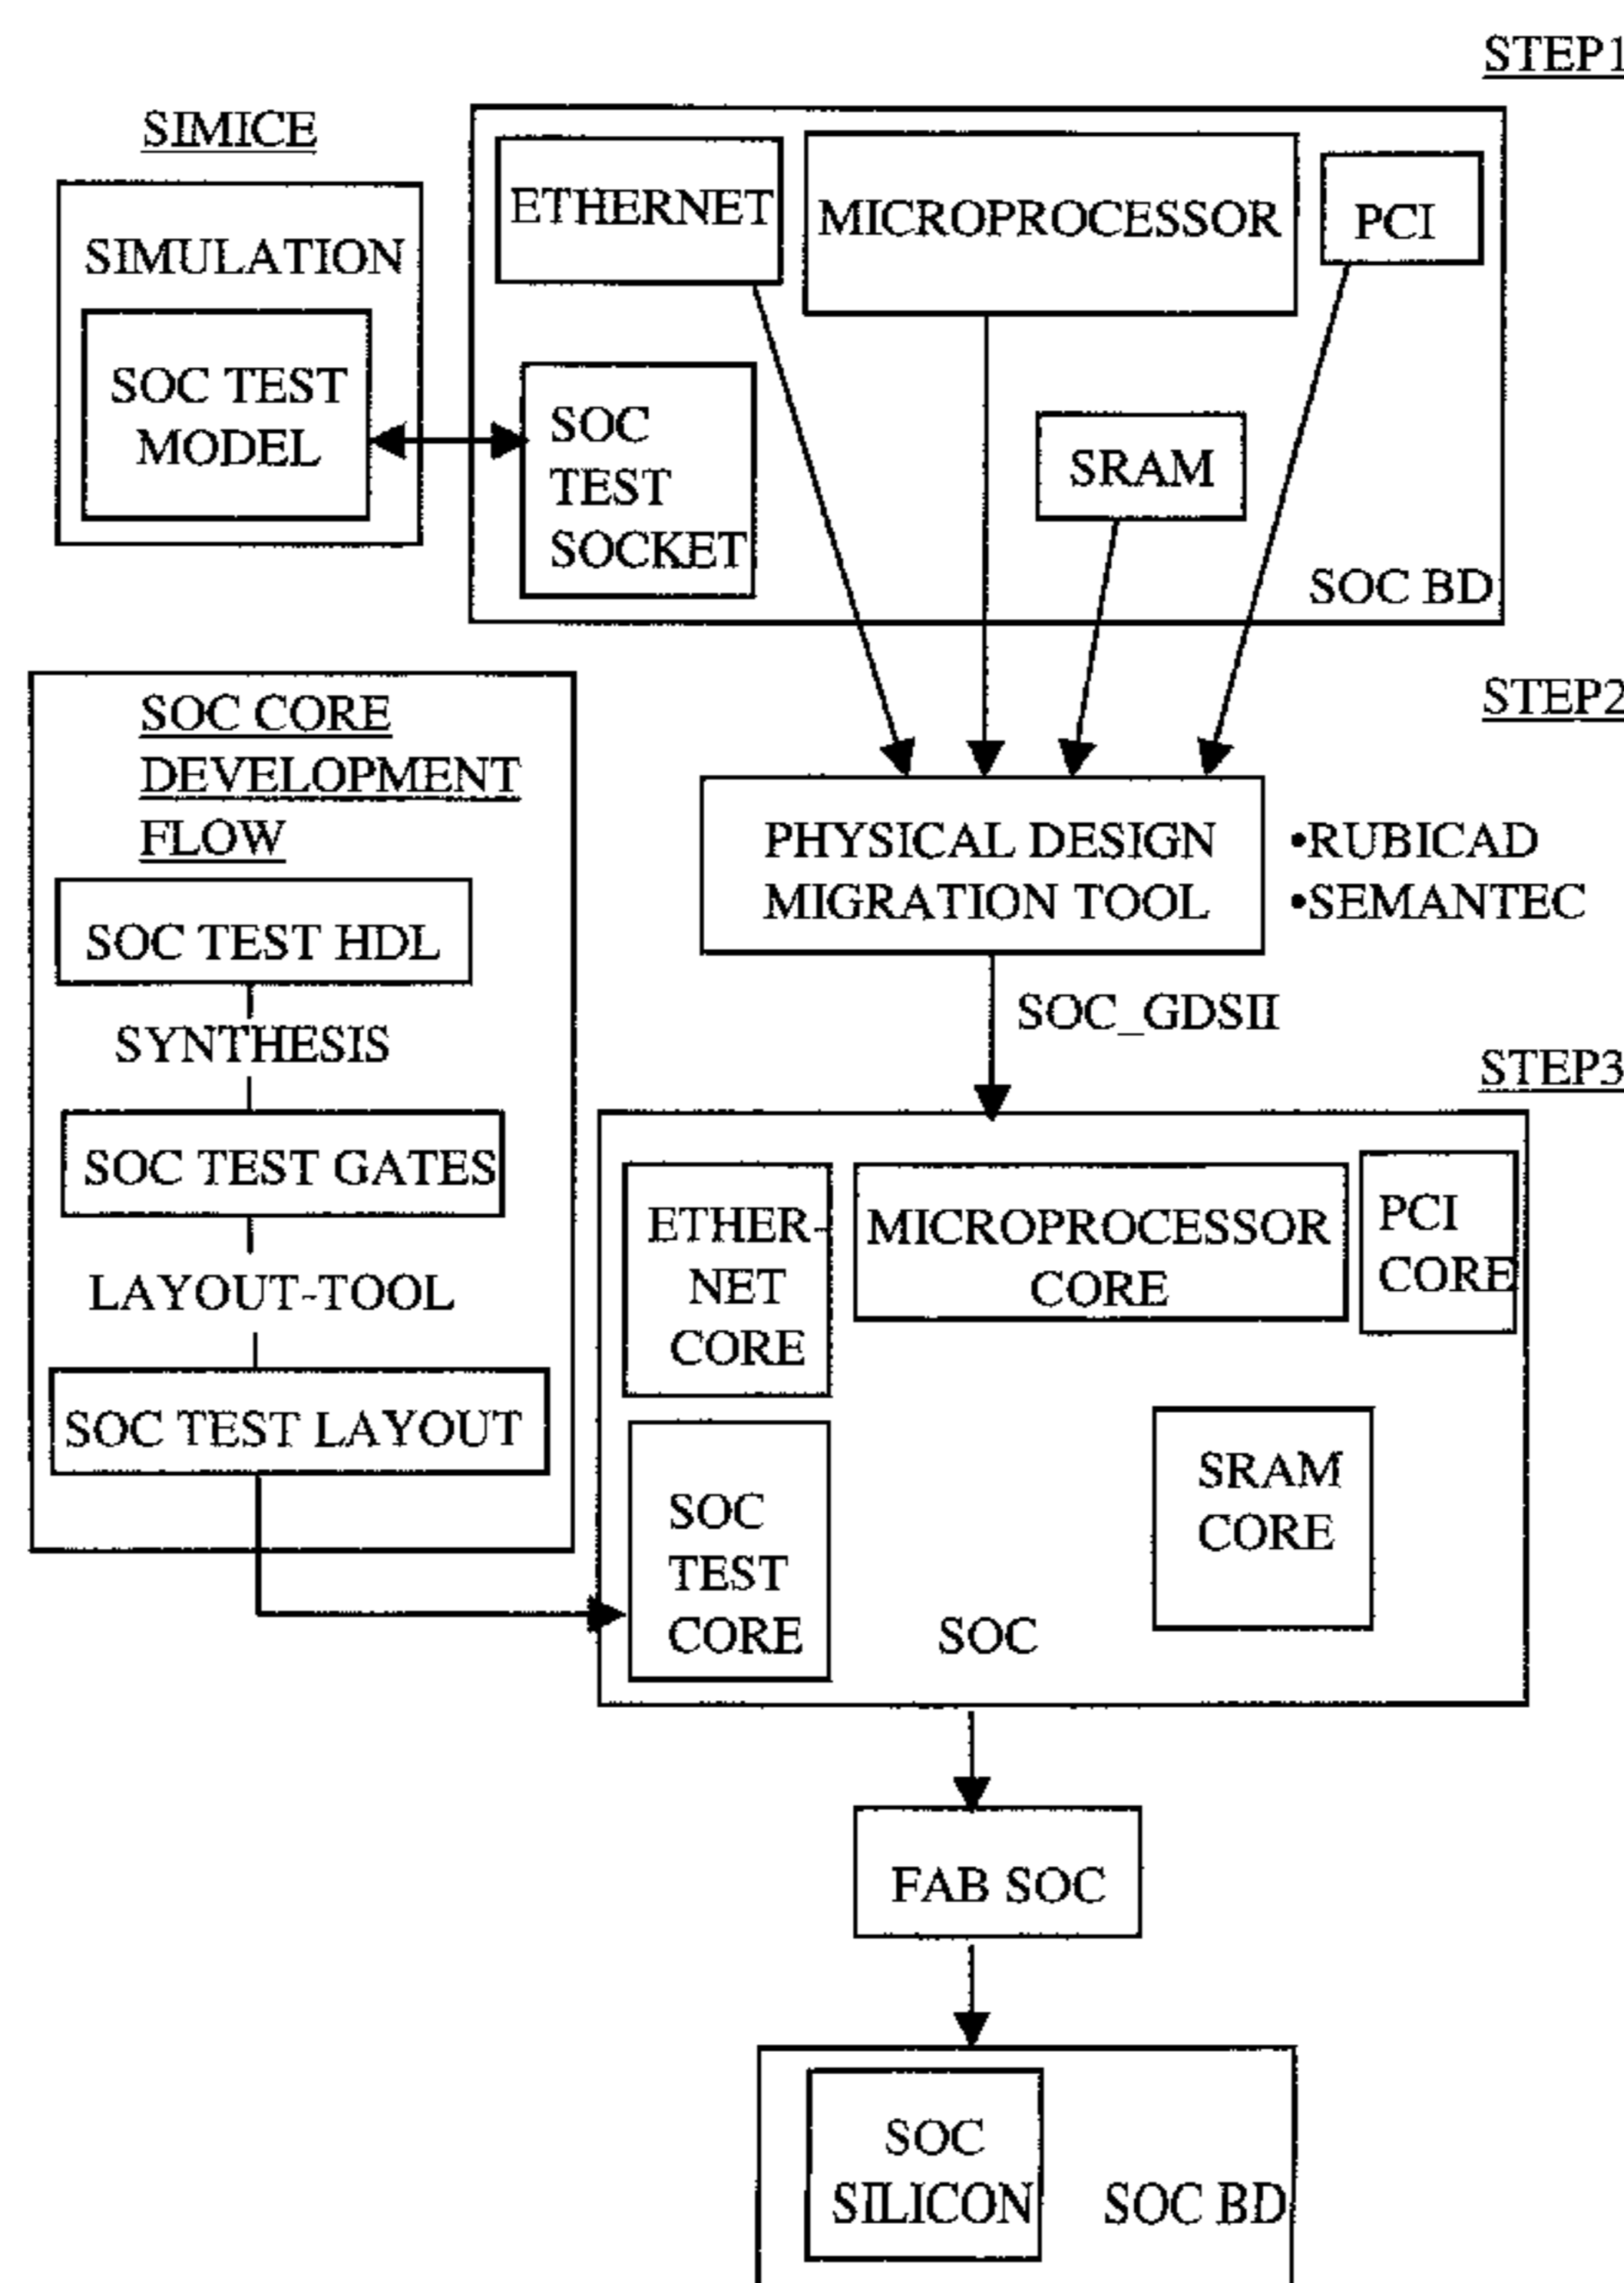 STEP1
SIMICE
SIMULATION
SOC TEST
MODEL
ETHERNET
MICROPROCESSOR
PCI
SOC
TEST
SOCKET
SRAM
SOC BD
STEP2
SOC CORE
DEVELOPMENT
FLOW
SOC TEST HDL
SYNTHESIS
SOC TEST GATES
LAYOUT-TOOL
SOC TEST LAYOUT
PHYSICAL DESIGN
MIGRATION TOOL
•RUBICAD
•SEMANTEC
SOC_GDSII
STEP3
ETHER-
NET
CORE
MICROPROCESSOR
CORE
PCI
CORE
SOC
TEST
CORE
SOC
SRAM
CORE
FAB SOC
SOC
SILICON
SOC BD